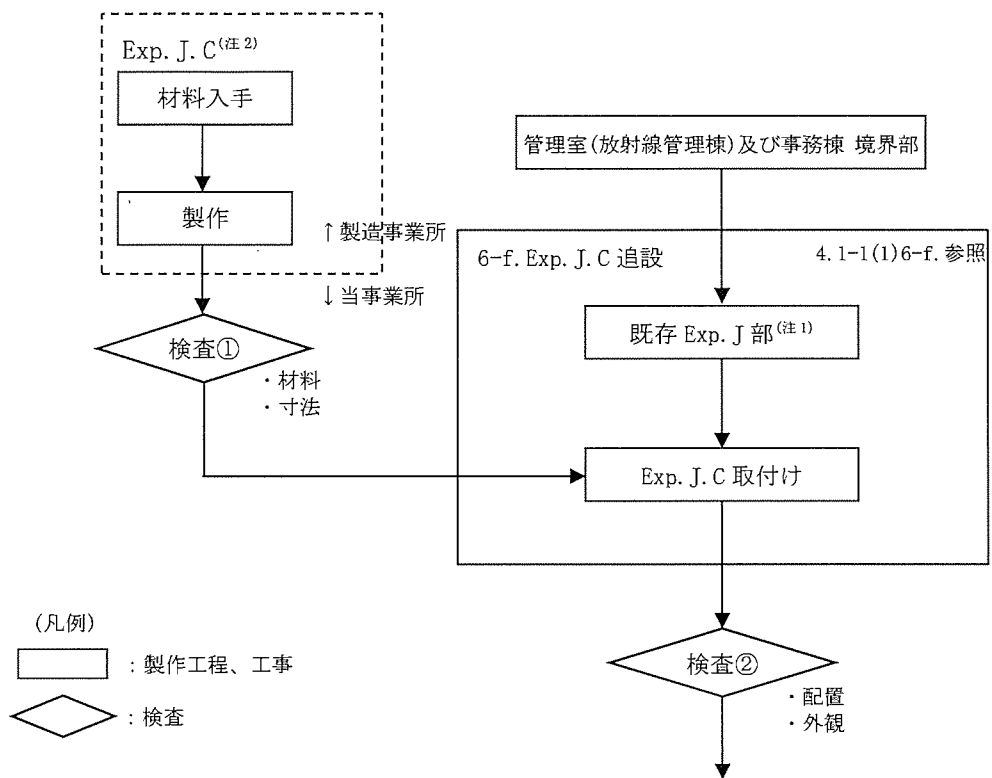 Exp. J. C(注2)
材料入手
製作
↑製造事業所
↓当事業所
検査①
・材料
・寸法
管理室(放射線管理棟)及び事務棟 境界部
6-f. Exp. J. C 追設
4.1-1(1)6-f. 参照
既存 Exp. J 部(注1)
Exp. J. C 取付け
検査②
・配置
・外観
(凡例)
:製作工程、工事
:検査